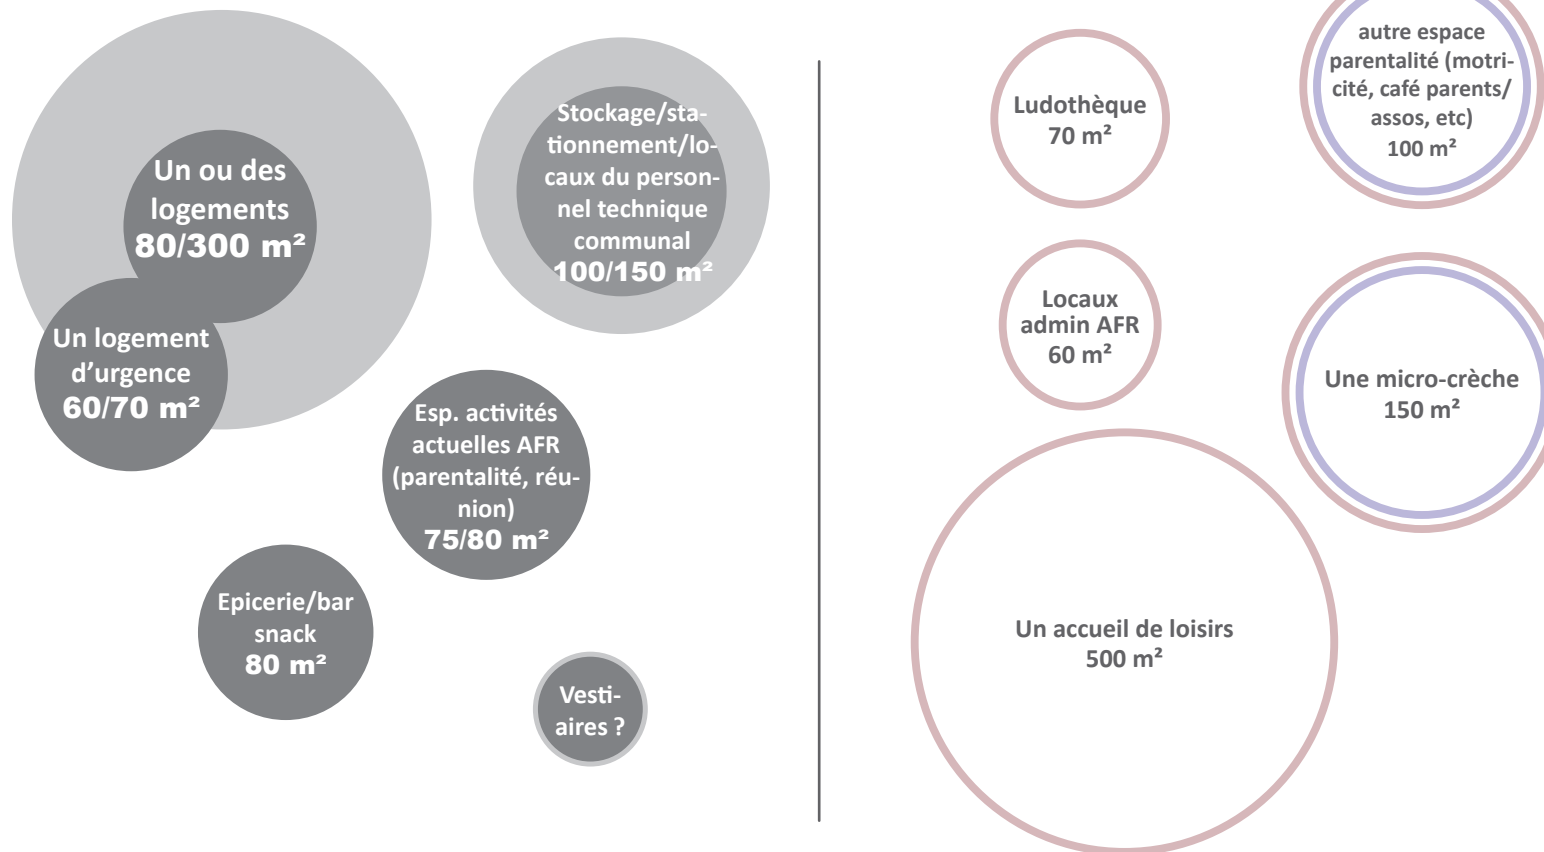 Un ou des
logements
80/300 m²
Un logement
d’urgence
60/70 m²
Stockage/sta-
tionnement/lo-
caux du person-
nel technique
communal
100/150 m²
Esp. activités
actuelles AFR
(parentalité, réu-
nion)
75/80 m²
Epicerie/bar
snack
80 m²
Vesti-
aires ?
Ludothèque
70 m²
autre espace
parentalité (motri-
cité, café parents/
assos, etc)
100 m²
Locaux
admin AFR
60 m²
Une micro-crèche
150 m²
Un accueil de loisirs
500 m²